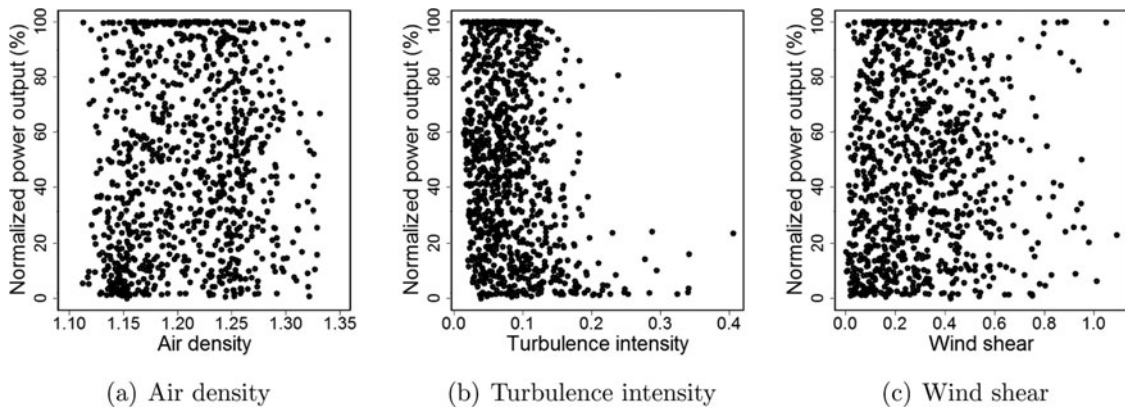 Normalized power output (%)
100
80
60
40
20
0
1.10 1.15 1.20 1.25 1.30 1.35
Air density
(a) Air density
Normalized power output (%)
100
80
60
40
20
0
0.0 0.1 0.2 0.3 0.4
Turbulence intensity
(b) Turbulence intensity
Normalized power output (%)
100
80
60
40
20
0
0.0 0.2 0.4 0.6 0.8 1.0
Wind shear
(c) Wind shear